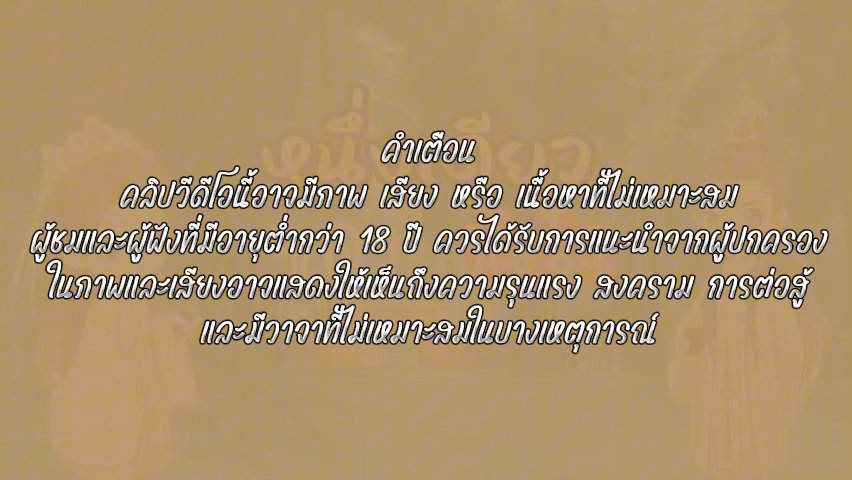 คำเตือน
คลิปวีดีโอนี้อาจมีภาพ เสียง หรือ เนื้อหาที่ไม่เหมาะสม
ผู้ชมและผู้ฟังที่มีอายุต่ำกว่า 18 ปี ควรได้รับการแนะนำจากผู้ปกครอง
ในภาพและเสียงอาจแสดงให้เห็นถึงความรุนแรง สงคราม การต่อสู้
และมีวาจาที่ไม่เหมาะสมในบางเหตุการณ์